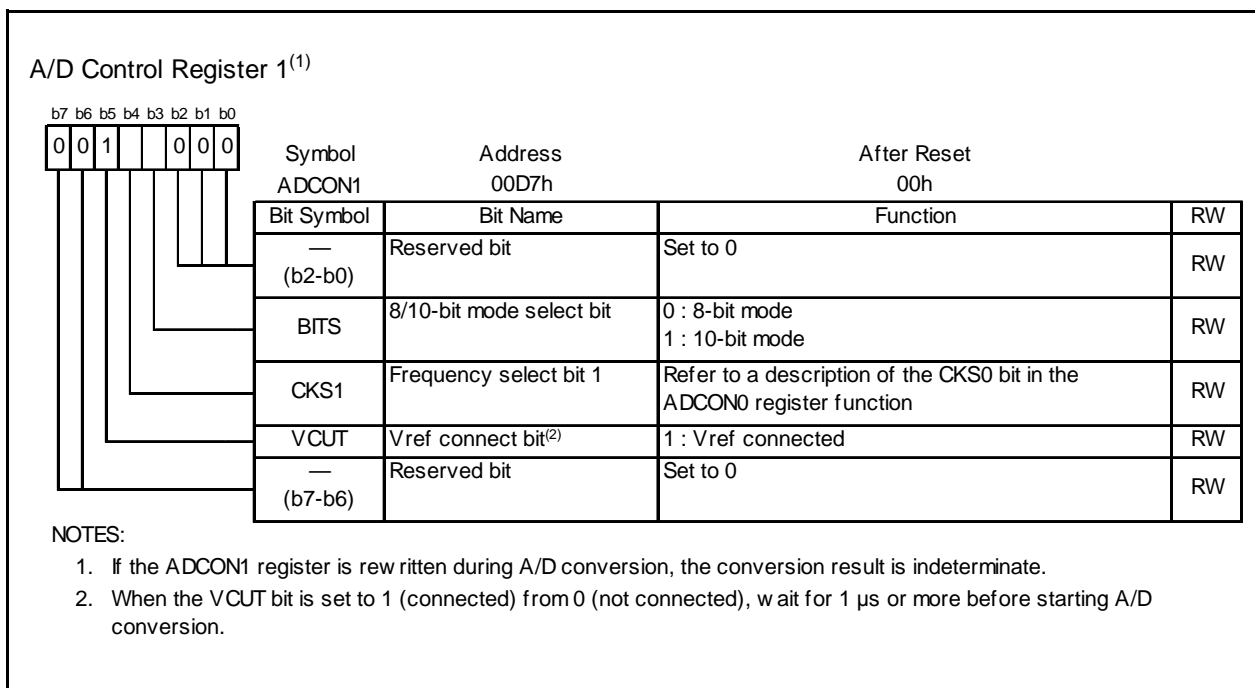 A/D Control Register 1(1)
b7 b6 b5 b4 b3 b2 b1 b0
0 0 1 0 0 0
Symbol Address After Reset
ADCON1 00D7h 00h
Bit Symbol Bit Name Function RW
— (b2-b0) Reserved bit Set to 0 RW
BITS 8/10-bit mode select bit 0 : 8-bit mode
1 : 10-bit mode RW
CKS1 Frequency select bit 1 Refer to a description of the CKS0 bit in the
ADCON0 register function RW
VCUT Vref connect bit(2) 1 : Vref connected RW
— (b7-b6) Reserved bit Set to 0 RW
NOTES:
1. If the ADCON1 register is rewritten during A/D conversion, the conversion result is indeterminate.
2. When the VCUT bit is set to 1 (connected) from 0 (not connected), wait for 1 µs or more before starting A/D
conversion.